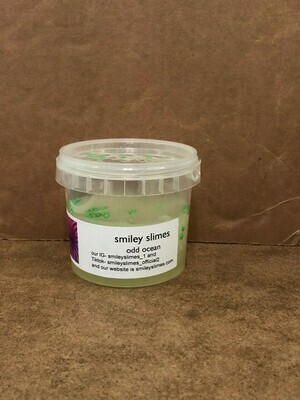 smiley slimes
odd ocean
our IG- smileyslimes_1 and
Tiktok- smileyslimes_official2
and our website is smileyslimes.com